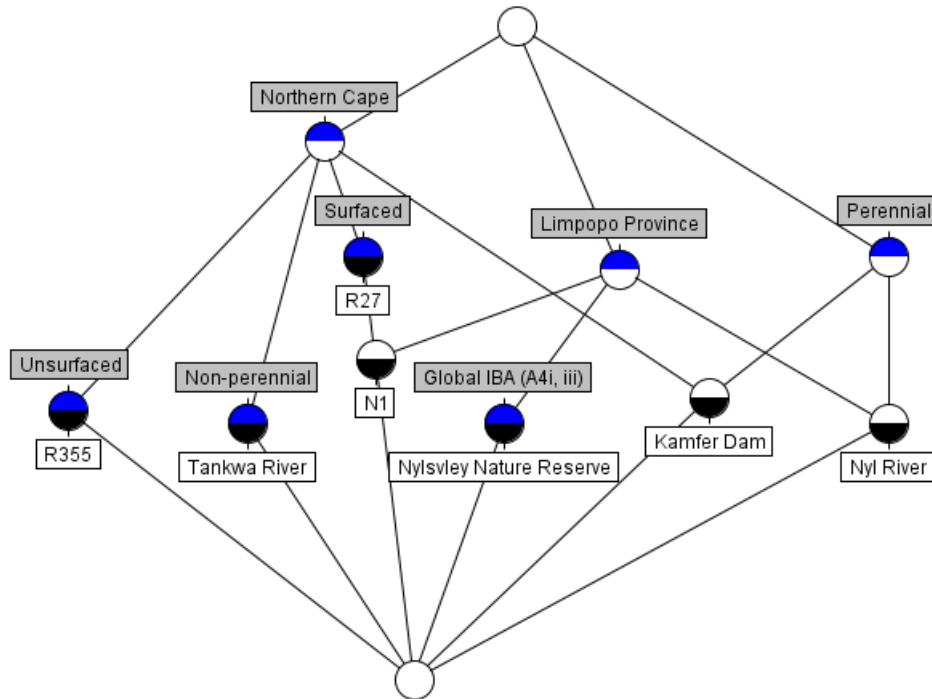 Northern Cape
Surfaced
Limpopo Province
Perennial
R27
Unsurfaced
Non-perennial
N1
Global IBA (A4i, iii)
R355
Tankwa River
Nylsvley Nature Reserve
Kamfer Dam
Nyl River